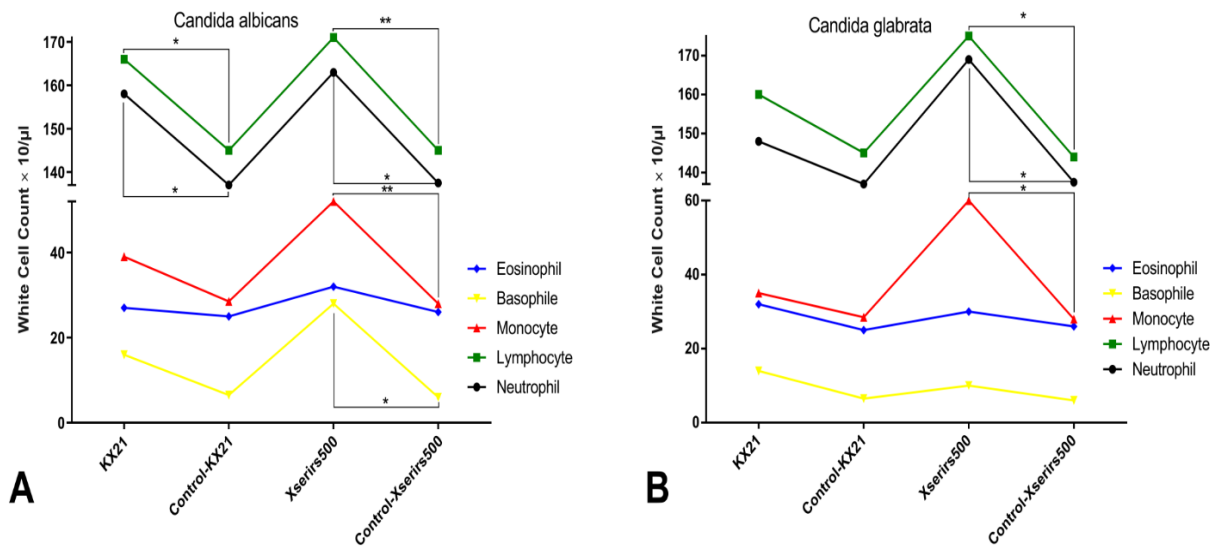 Candida albicans
White Cell Count × 10/µl
170
160
150
140
40
20
0
*
**
*
*
**
*
Eosinophil
Basophile
Monocyte
Lymphocyte
Neutrophil
KX21
Control-KX21
Xserirs500
Control-Xserirs500
A
Candida glabrata
White Cell Count × 10/µl
170
160
150
140
60
40
20
0
*
*
*
Eosinophil
Basophile
Monocyte
Lymphocyte
Neutrophil
KX21
Control-KX21
Xserirs500
Control-Xserirs500
B